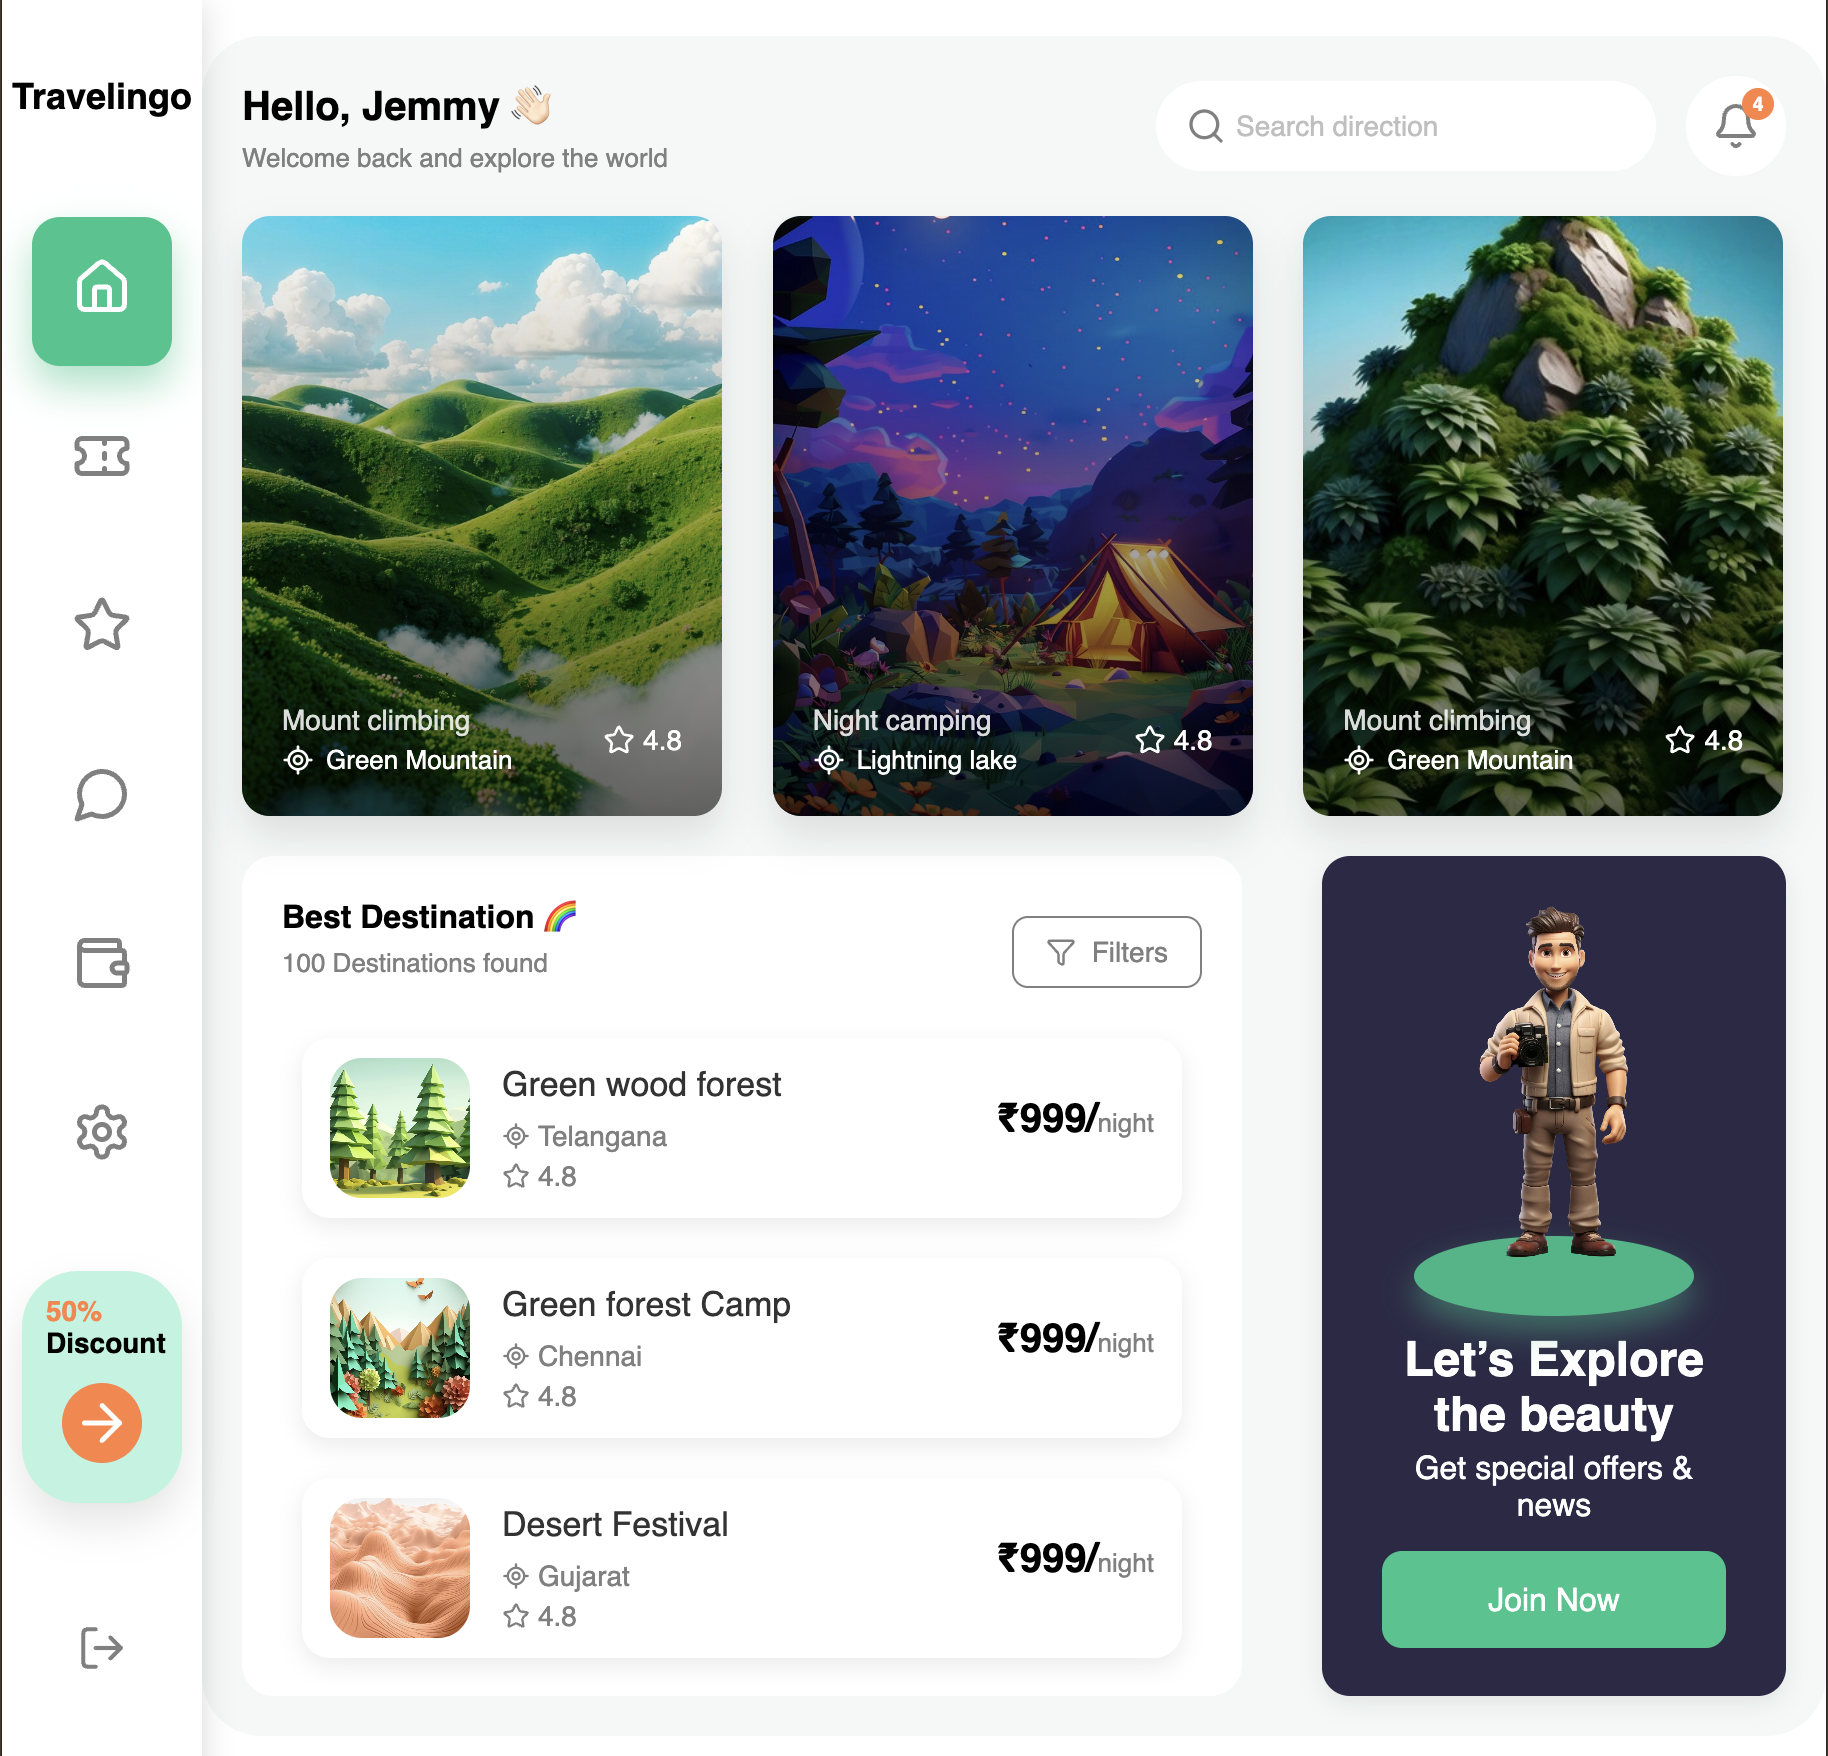 Travelingo
Hello, Jemmy 👋🏻
Welcome back and explore the world
Search direction
4
Mount climbing
Green Mountain
4.8
Night camping
Lightning lake
4.8
Mount climbing
Green Mountain
4.8
Best Destination 🌈
100 Destinations found
Filters
Green wood forest
Telangana
4.8
₹999/night
Green forest Camp
Chennai
4.8
₹999/night
Desert Festival
Gujarat
4.8
₹999/night
Let’s Explore
the beauty
Get special offers &
news
Join Now
50%
Discount